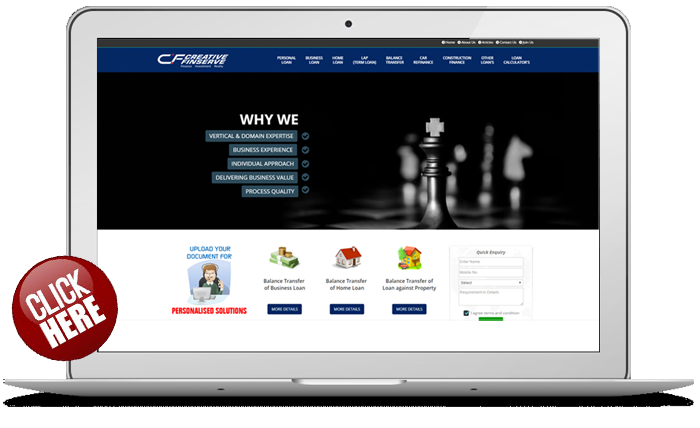 Home About Us Articles Contact Us Join Us
CREATIVE
CF FINSERVE
Finance Investment Realty
PERSONAL LOAN
BUSINESS LOAN
HOME LOAN
LAP (TERM LOAN)
BALANCE TRANSFER
CAR REFINANCE
CONSTRUCTION FINANCE
OTHER LOAN'S
LOAN CALCULATOR'S
WHY WE
VERTICAL & DOMAIN EXPERTISE
BUSINESS EXPERIENCE
INDIVIDUAL APPROACH
DELIVERING BUSINESS VALUE
PROCESS QUALITY
UPLOAD YOUR
DOCUMENT FOR
PERSONALISED SOLUTIONS
Balance Transfer
of Business Loan
MORE DETAILS
Balance Transfer
of Home Loan
MORE DETAILS
Balance Transfer of
Loan against Property
MORE DETAILS
Quick Enquiry
Enter Name
Mobile No.
Select
Requirement in Details
I agree terms and condition
CLICK
HERE